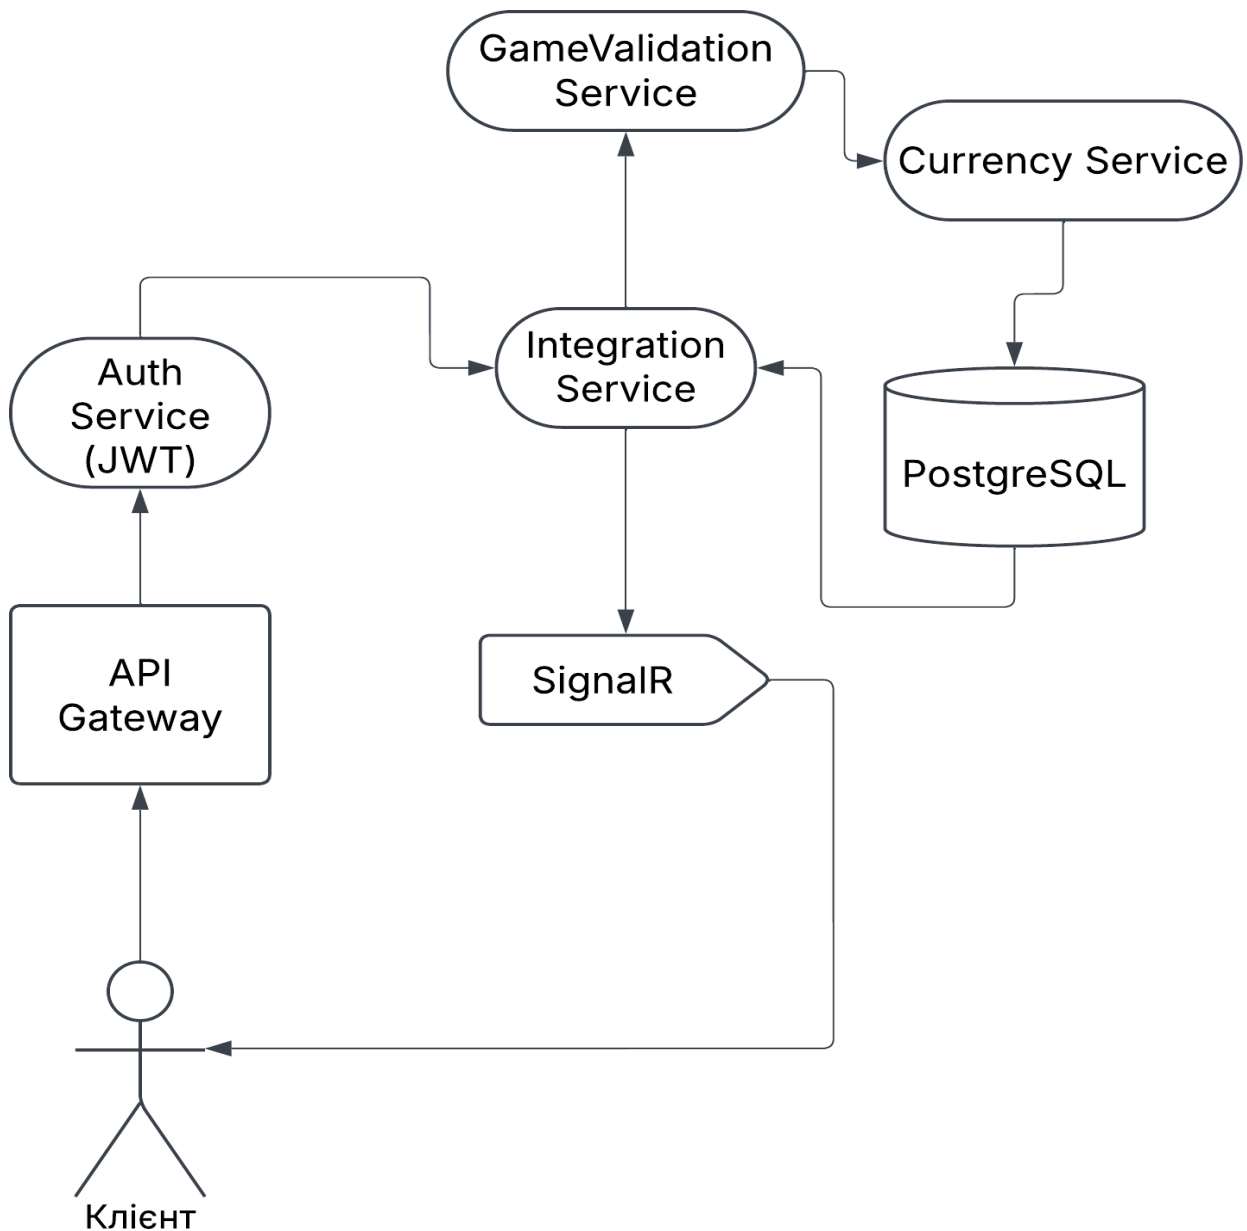 GameValidation
Service
Currency Service
Integration
Service
Auth
Service
(JWT)
PostgreSQL
API
Gateway
SignalR
Клієнт